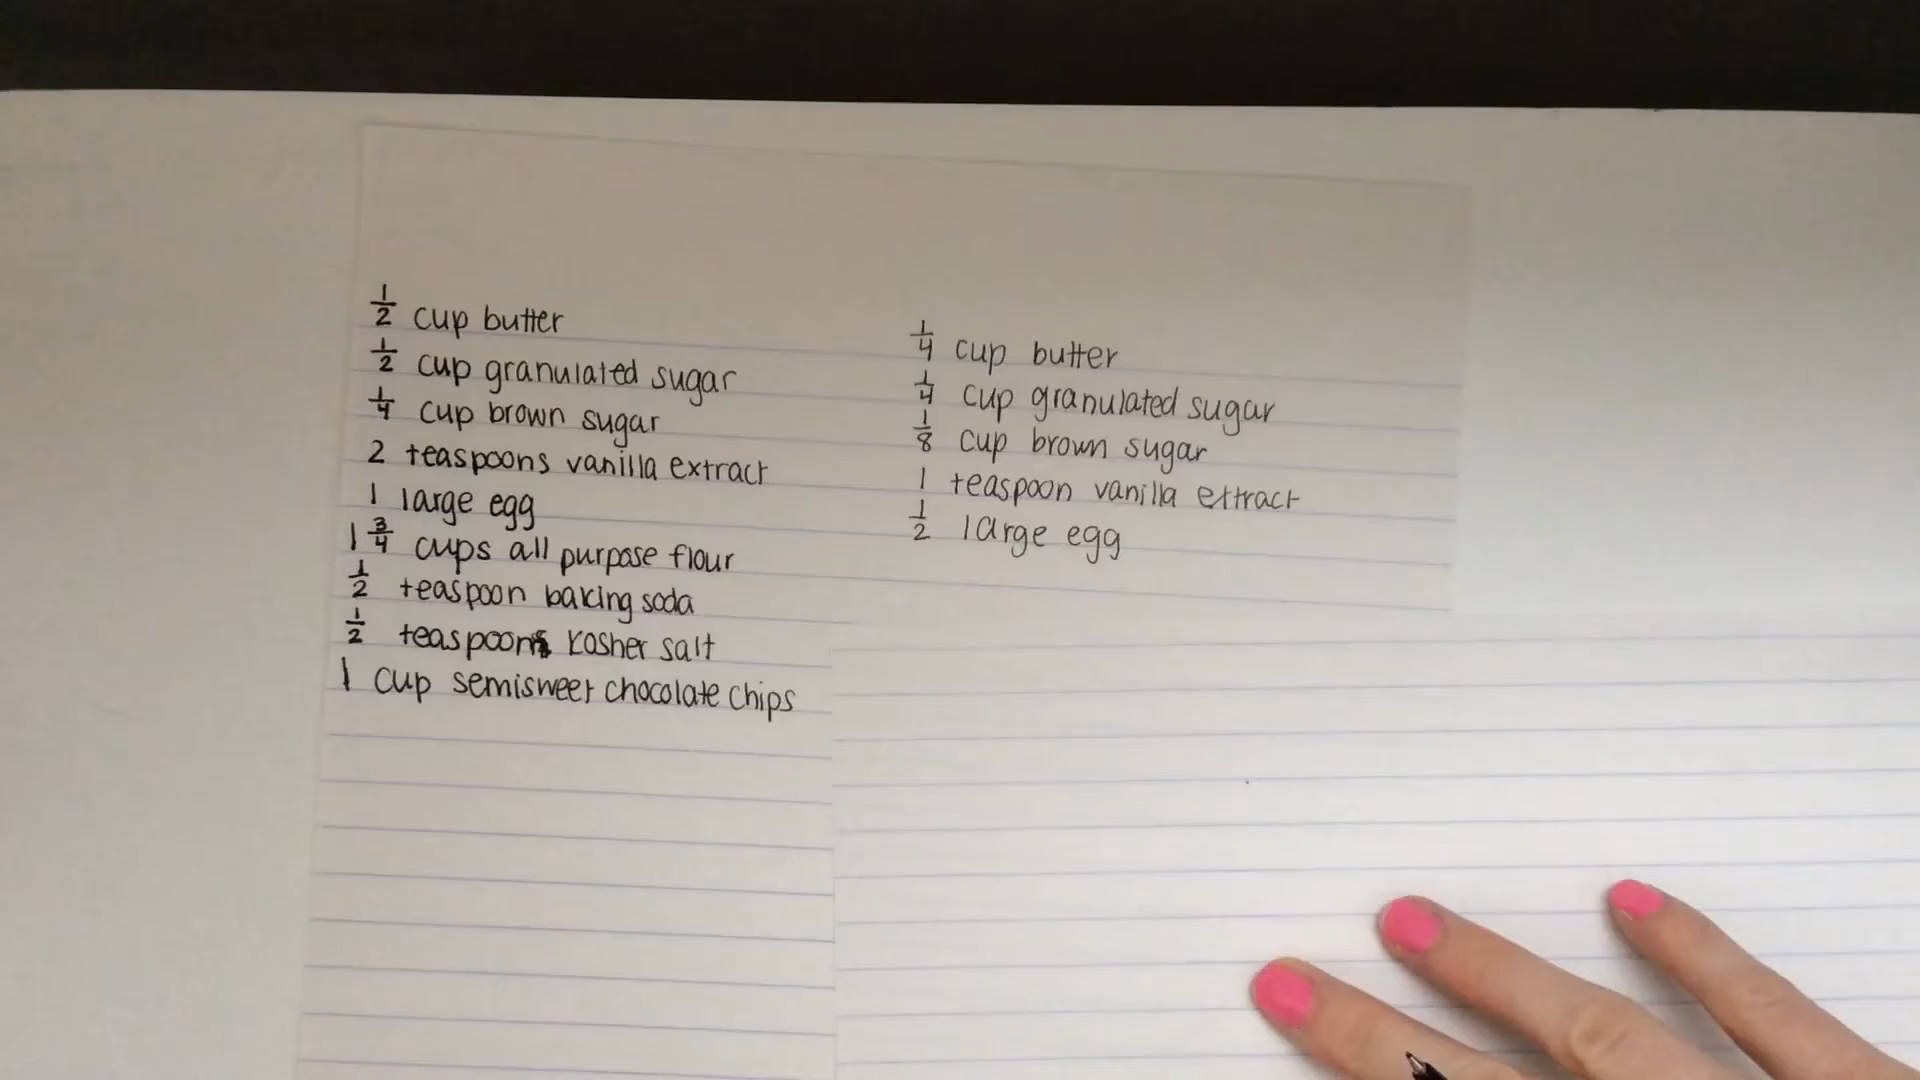 1/2 cup butter
1/2 cup granulated sugar
1/4 cup brown sugar
2 teaspoons vanilla extract
1 large egg
1 3/4 cups all purpose flour
1/2 teaspoon baking soda
1/2 teaspoon kosher salt
1 cup semisweet chocolate chips
1/4 cup butter
1/4 cup granulated sugar
1/8 cup brown sugar
1 teaspoon vanilla extract
1/2 large egg